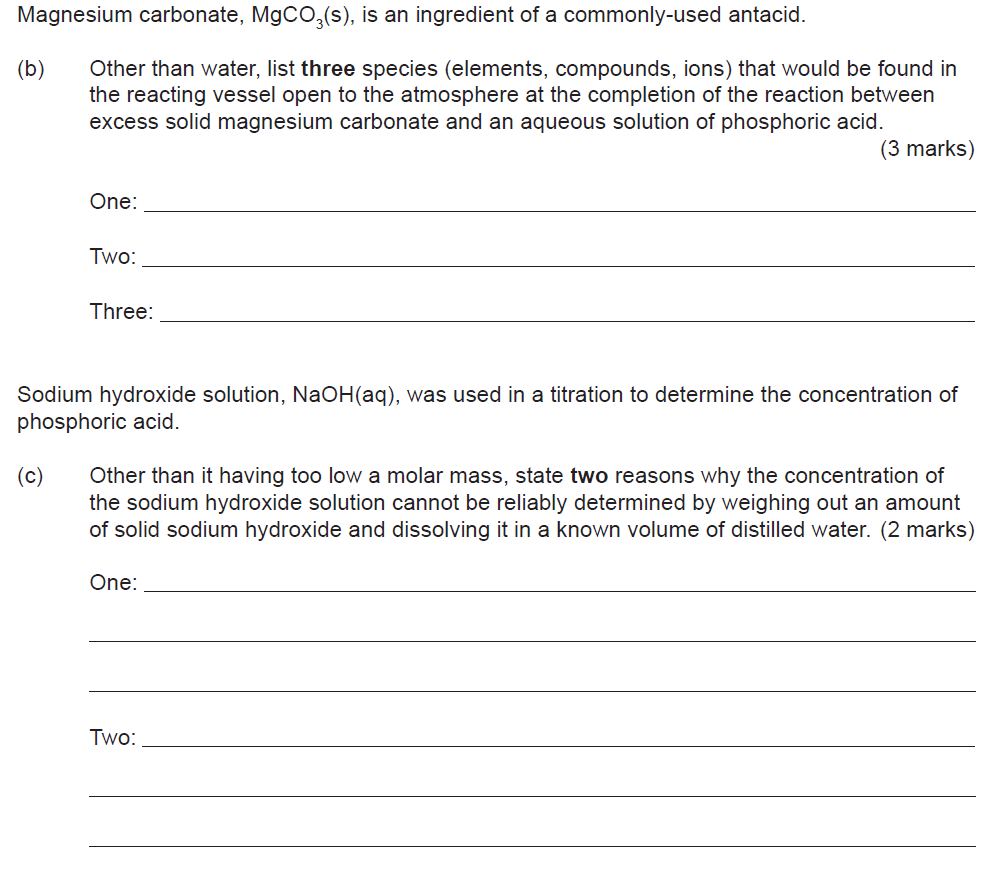 Magnesium carbonate, MgCO₃(s), is an ingredient of a commonly-used antacid.
(b) Other than water, list three species (elements, compounds, ions) that would be found in
the reacting vessel open to the atmosphere at the completion of the reaction between
excess solid magnesium carbonate and an aqueous solution of phosphoric acid.
(3 marks)
One:
Two:
Three:
Sodium hydroxide solution, NaOH(aq), was used in a titration to determine the concentration of
phosphoric acid.
(c) Other than it having too low a molar mass, state two reasons why the concentration of
the sodium hydroxide solution cannot be reliably determined by weighing out an amount
of solid sodium hydroxide and dissolving it in a known volume of distilled water. (2 marks)
One:
Two: